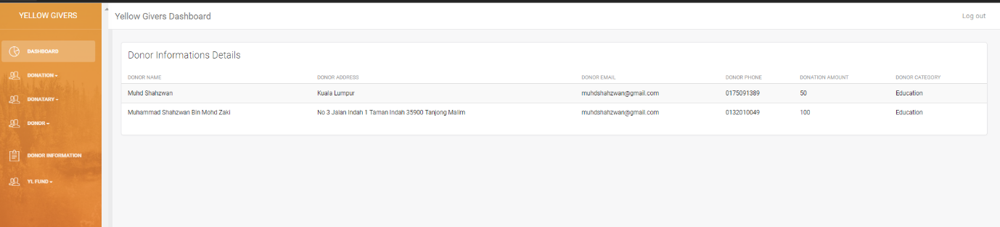 YELLOW GIVERS
Yellow Givers Dashboard
Log out
DASHBOARD
DONATION
DONATARY
DONOR
DONOR INFORMATION
YL FUND
Donor Informations Details
DONOR NAME DONOR ADDRESS DONOR EMAIL DONOR PHONE DONATION AMOUNT DONOR CATEGORY
Muhd Shahzwan Kuala Lumpur muhdshahzwan@gmail.com 0175091389 50 Education
Muhammad Shahzwan Bin Mohd Zaki No 3 Jalan Indah 1 Taman Indah 35900 Tanjong Malim muhdshahzwan@gmail.com 0132010049 100 Education